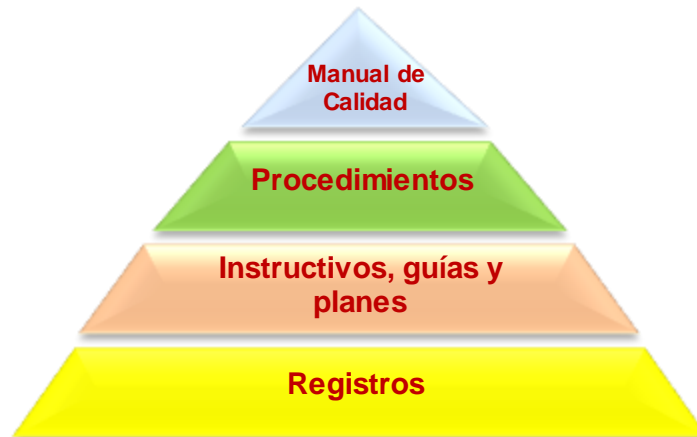 Manual de
Calidad
Procedimientos
Instructivos, guías y
planes
Registros